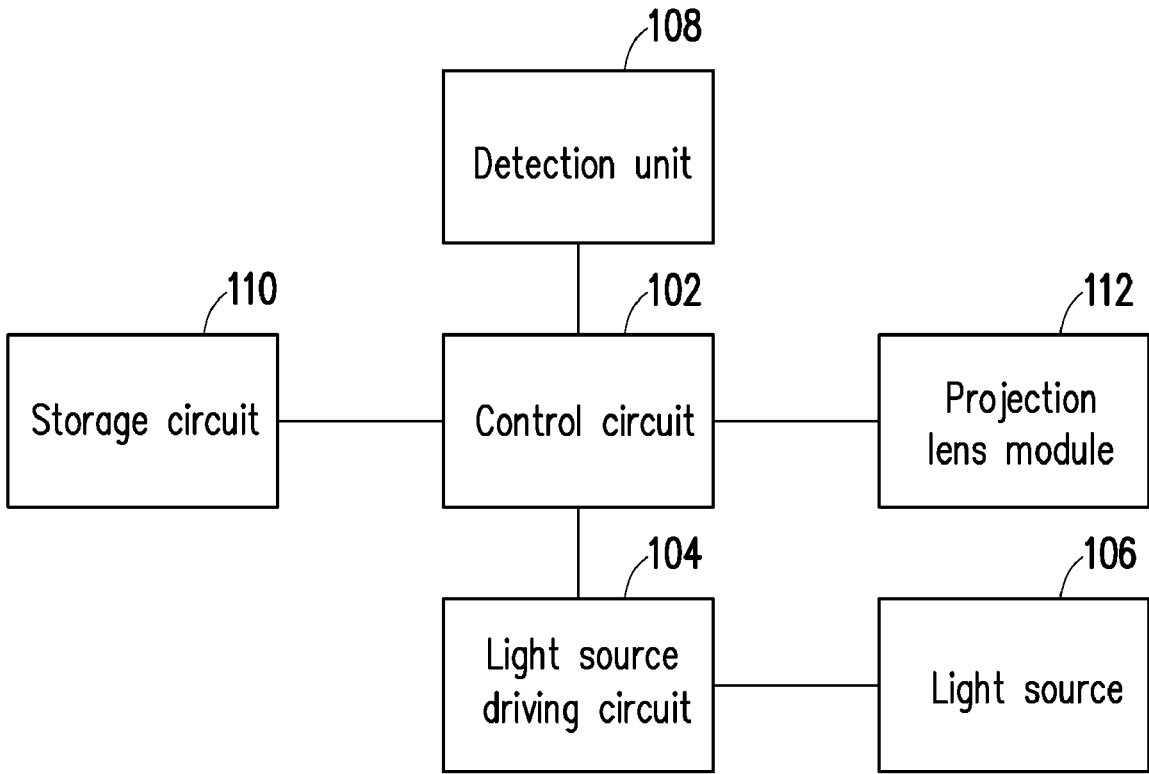 108
Detection unit
110
102
112
Storage circuit
Control circuit
Projection
lens module
104
106
Light source
driving circuit
Light source